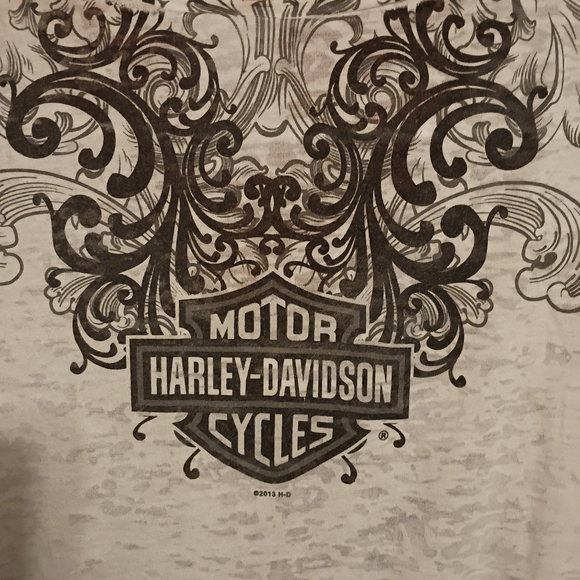 MOTOR
HARLEY-DAVIDSON
CYCLES
®
©2013 H-D